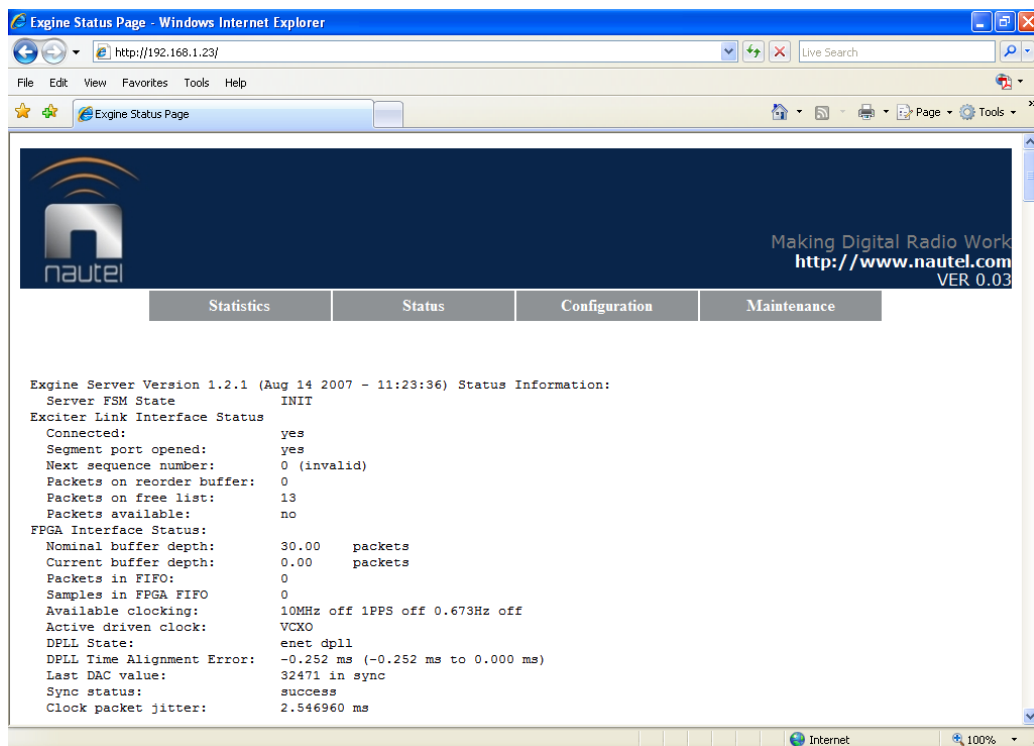 Exgine Status Page - Windows Internet Explorer
http://192.168.1.23/
Live Search
File Edit View Favorites Tools Help
Exgine Status Page
Page Tools
nautel
Making Digital Radio Work
http://www.nautel.com
VER 0.03
Statistics Status Configuration Maintenance
Exgine Server Version 1.2.1 (Aug 14 2007 - 11:23:36) Status Information:
Server FSM State INIT
Exciter Link Interface Status
Connected: yes
Segment port opened: yes
Next sequence number: 0 (invalid)
Packets on reorder buffer: 0
Packets on free list: 13
Packets available: no
FPGA Interface Status:
Nominal buffer depth: 30.00 packets
Current buffer depth: 0.00 packets
Packets in FIFO: 0
Samples in FPGA FIFO 0
Available clocking: 10MHz off 1PPS off 0.673Hz off
Active driven clock: VCXO
DPLL State: enet dpll
DPLL Time Alignment Error: -0.252 ms (-0.252 ms to 0.000 ms)
Last DAC value: 32471 in sync
Sync status: success
Clock packet jitter: 2.546960 ms
Internet 100%